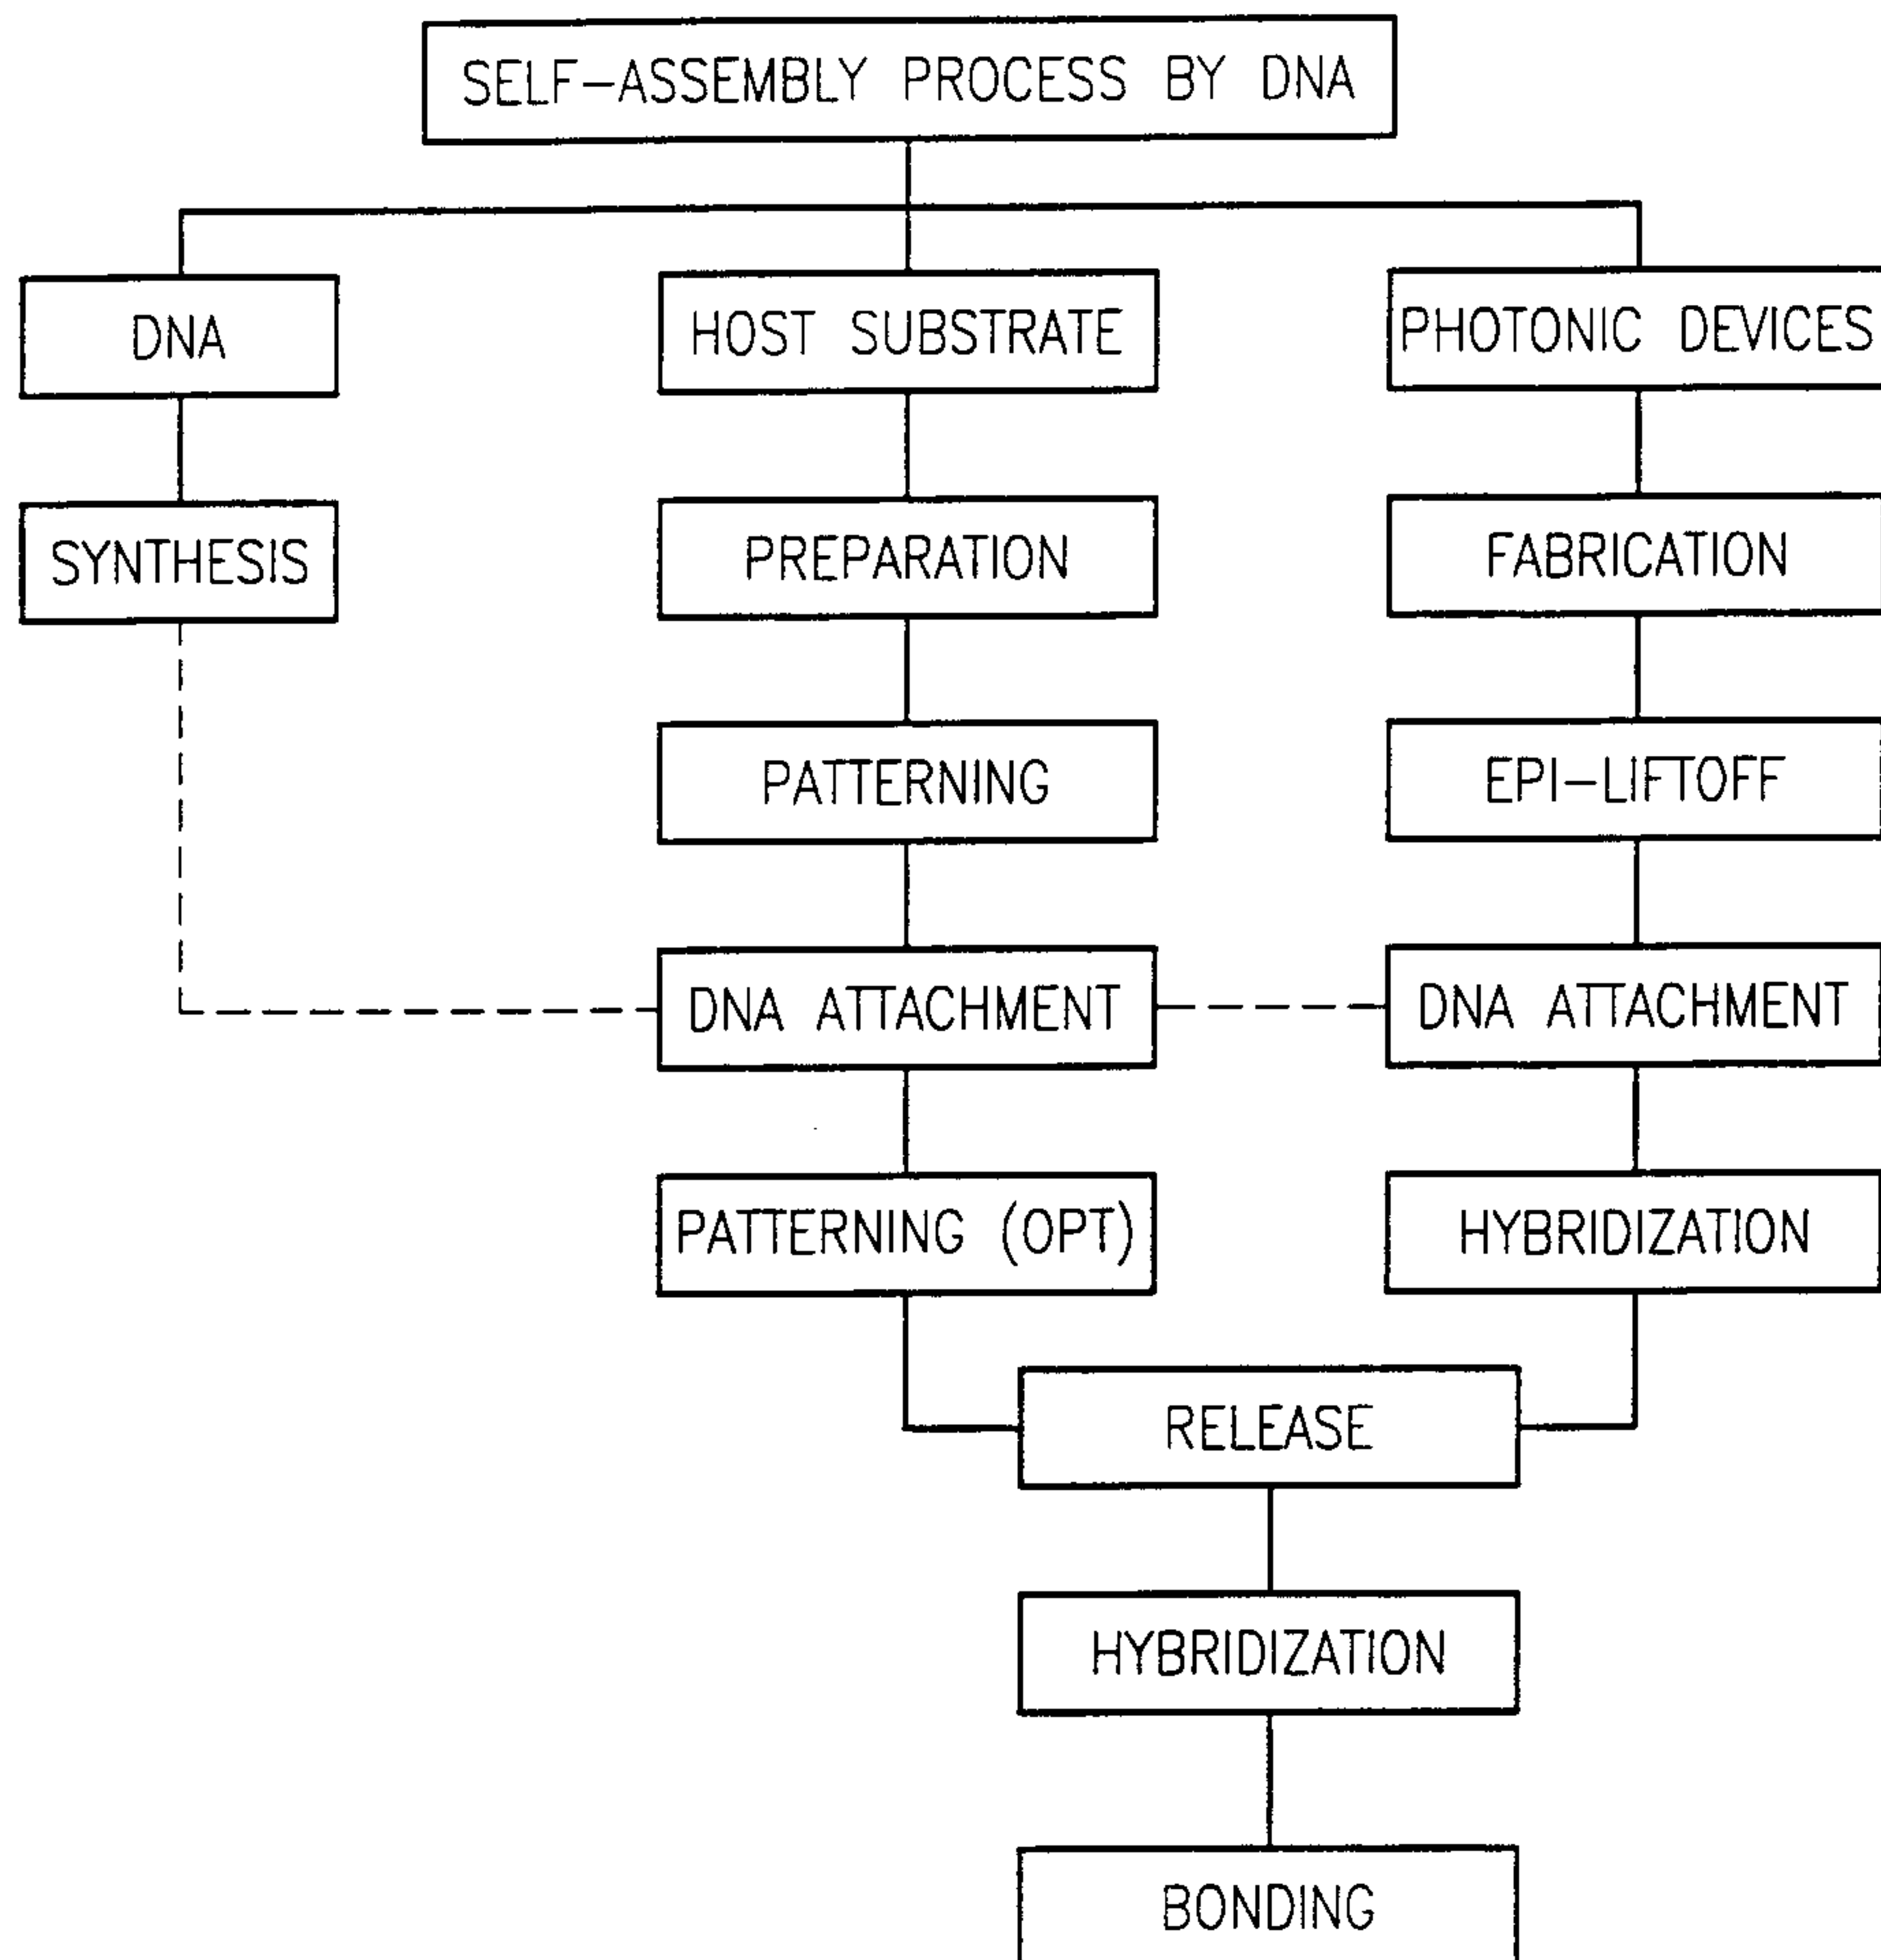 SELF-ASSEMBLY PROCESS BY DNA
DNA
HOST SUBSTRATE
PHOTONIC DEVICES
SYNTHESIS
PREPARATION
FABRICATION
PATTERNING
EPI-LIFTOFF
DNA ATTACHMENT
DNA ATTACHMENT
PATTERNING (OPT)
HYBRIDIZATION
RELEASE
HYBRIDIZATION
BONDING